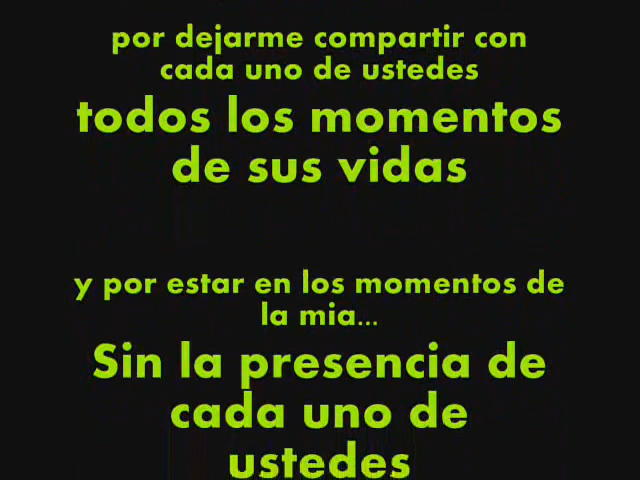 por dejarme compartir con
cada uno de ustedes
todos los momentos
de sus vidas
y por estar en los momentos de
la mia...
Sin la presencia de
cada uno de
ustedes